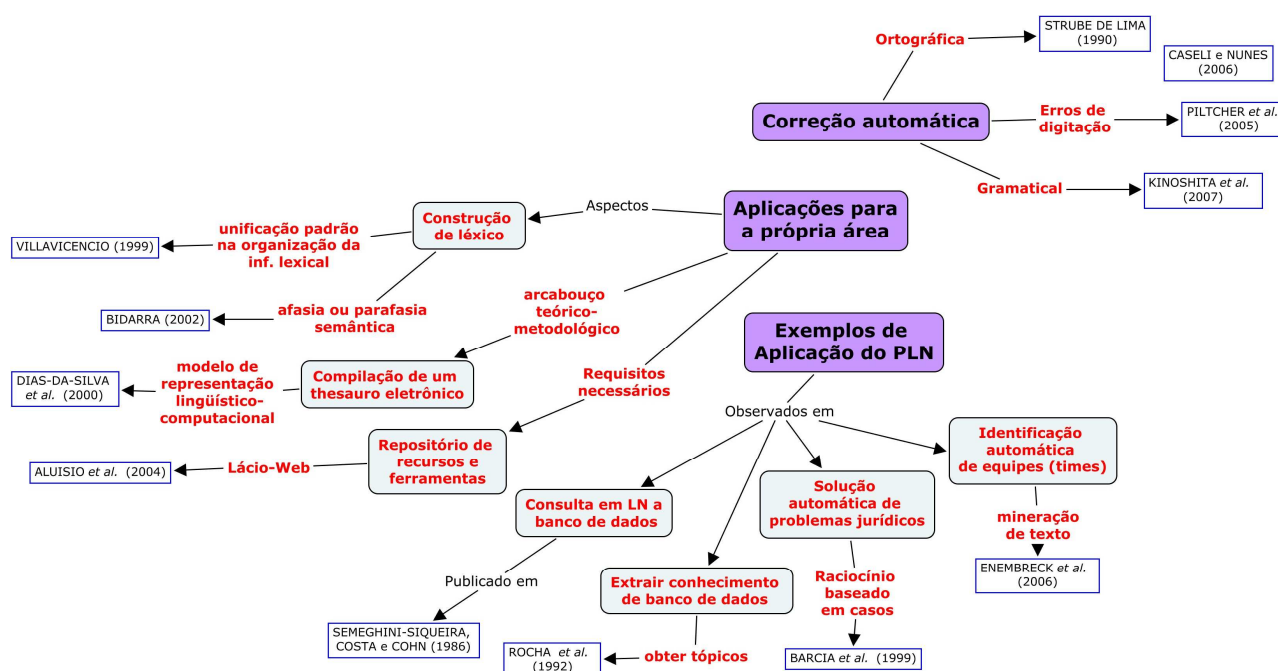 Ortográfica
STRUBE DE LIMA
(1990)
CASELI e NUNES
(2006)
Correção automática
Erros de
digitação
PILTCHER et al.
(2005)
Gramatical
KINOSHITA et al.
(2007)
Aplicações para
a própria área
Aspectos
Construção
de léxico
unificação padrão
na organização da
inf. lexical
VILLAVICENCIO (1999)
afasia ou parafasia
semântica
BIDARRA (2002)
arcabouço
teórico-
metodológico
Compilação de um
thesauro eletrônico
modelo de
representação
lingüístico-
computacional
DIAS-DA-SILVA
et al. (2000)
Requisitos
necessários
Repositório de
recursos e
ferramentas
Lácio-Web
ALUISIO et al. (2004)
Exemplos de
Aplicação do PLN
Observados em
Identificação
automática
de equipes (times)
mineração
de texto
ENEMBRECK et al.
(2006)
Solução
automática de
problemas jurídicos
Raciocínio
baseado
em casos
BARCIA et al. (1999)
Consulta em LN a
banco de dados
Publicado em
SEMEGHINI-SIQUEIRA,
COSTA e COHN (1986)
Extrair conhecimento
de banco de dados
obter tópicos
ROCHA et al.
(1992)